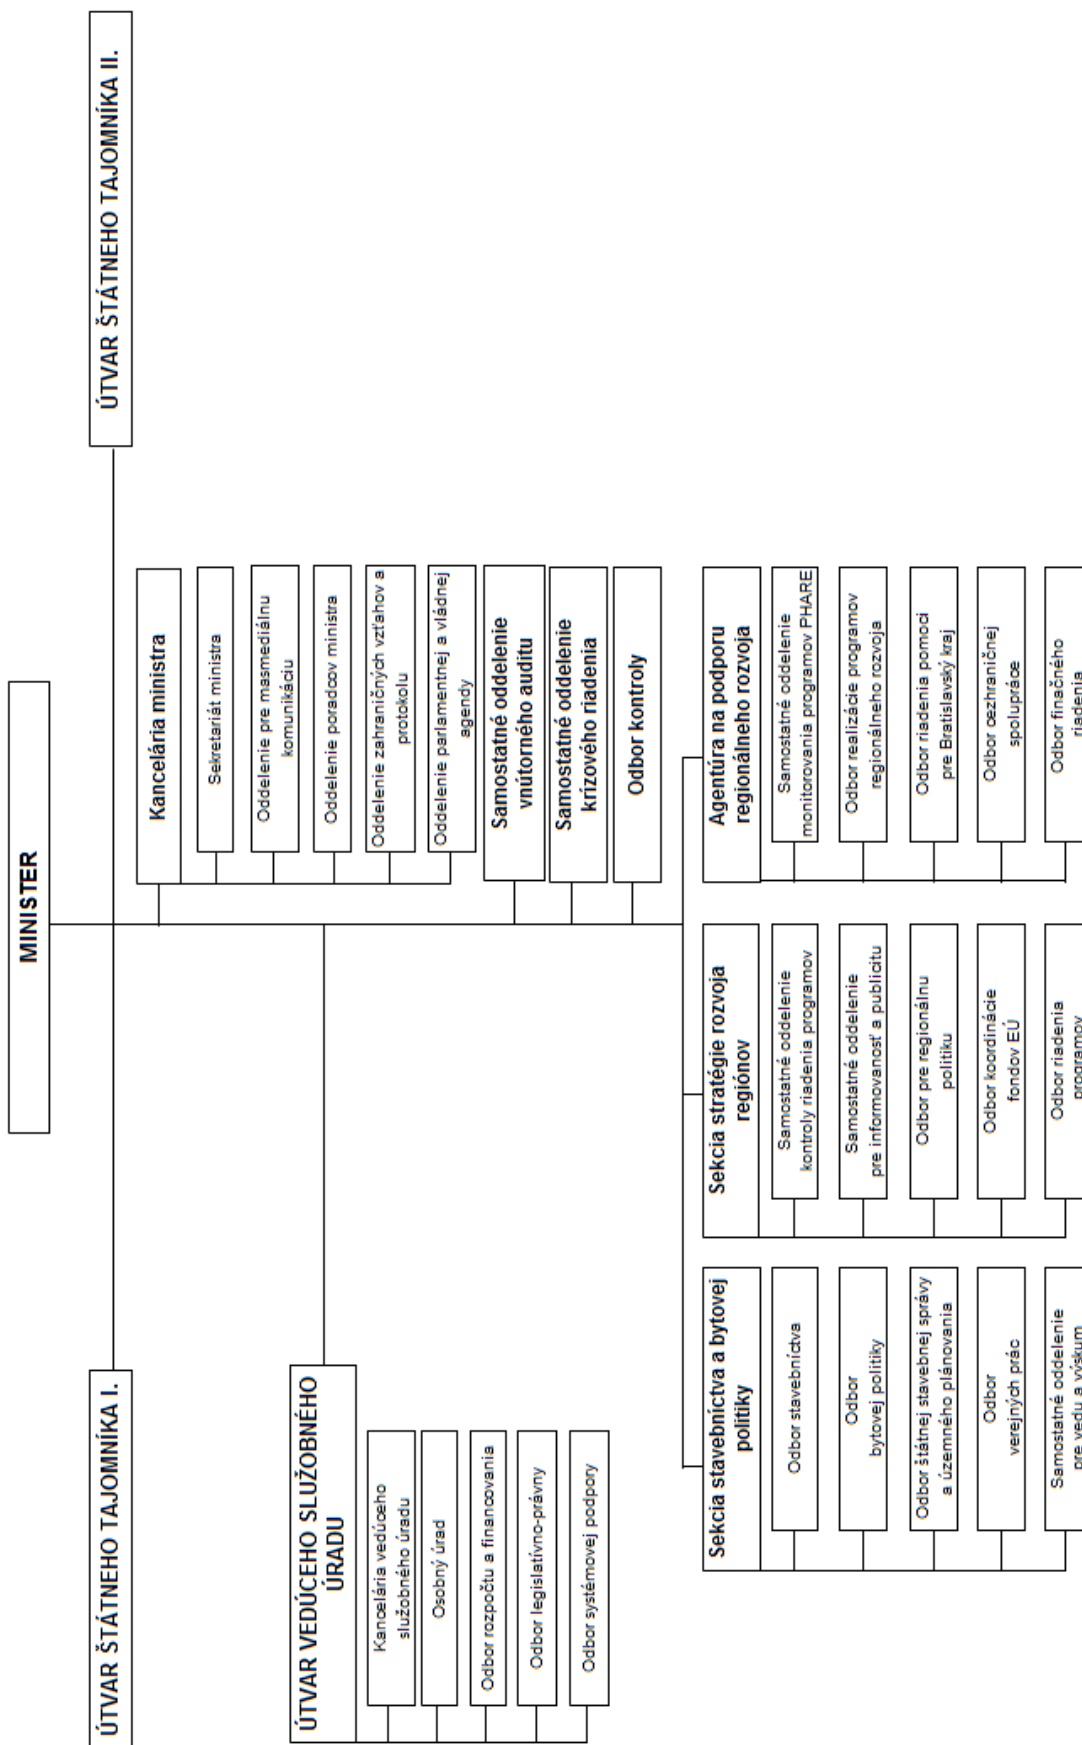 MINISTER
ÚTVAR ŠTÁTNEHO TAJOMNÍKA I.
ÚTVAR ŠTÁTNEHO TAJOMNÍKA II.
Kancelária ministra
Sekretariát ministra
Oddelenie pre masmediálnu
komunikáciu
Oddelenie poradcov ministra
Oddelenie zahraničných vzťahov a
protokolu
Oddelenie parlamentnej a vládnej
agendy
Samostatné oddelenie
vnútorného auditu
Samostatné oddelenie
krízového riadenia
Odbor kontroly
ÚTVAR VEDÚCEHO SLUŽOBNÉHO
ÚRADU
Kancelária vedúceho
služobného úradu
Osobný úrad
Odbor rozpočtu a financovania
Odbor legislatívno-právny
Odbor systémovej podpory
Sekcia stavebníctva a bytovej
politiky
Odbor stavebníctva
Odbor
bytovej politiky
Odbor štátnej stavebnej správy
a územného plánovania
Odbor
verejných prác
Samostatné oddelenie
pre vedu a výskum
Sekcia stratégie rozvoja
regiónov
Samostatné oddelenie
kontroly riadenia programov
Samostatné oddelenie
pre informovanosť a publicitu
Odbor pre regionálnu
politiku
Odbor koordinácie
fondov EÚ
Odbor riadenia
programov
Agentúra na podporu
regionálneho rozvoja
Samostatné oddelenie
monitorovania programov PHARE
Odbor realizácie programov
regionálneho rozvoja
Odbor riadenia pomoci
pre Bratislavský kraj
Odbor cezhraničnej
spolupráce
Odbor finačného
riadenia